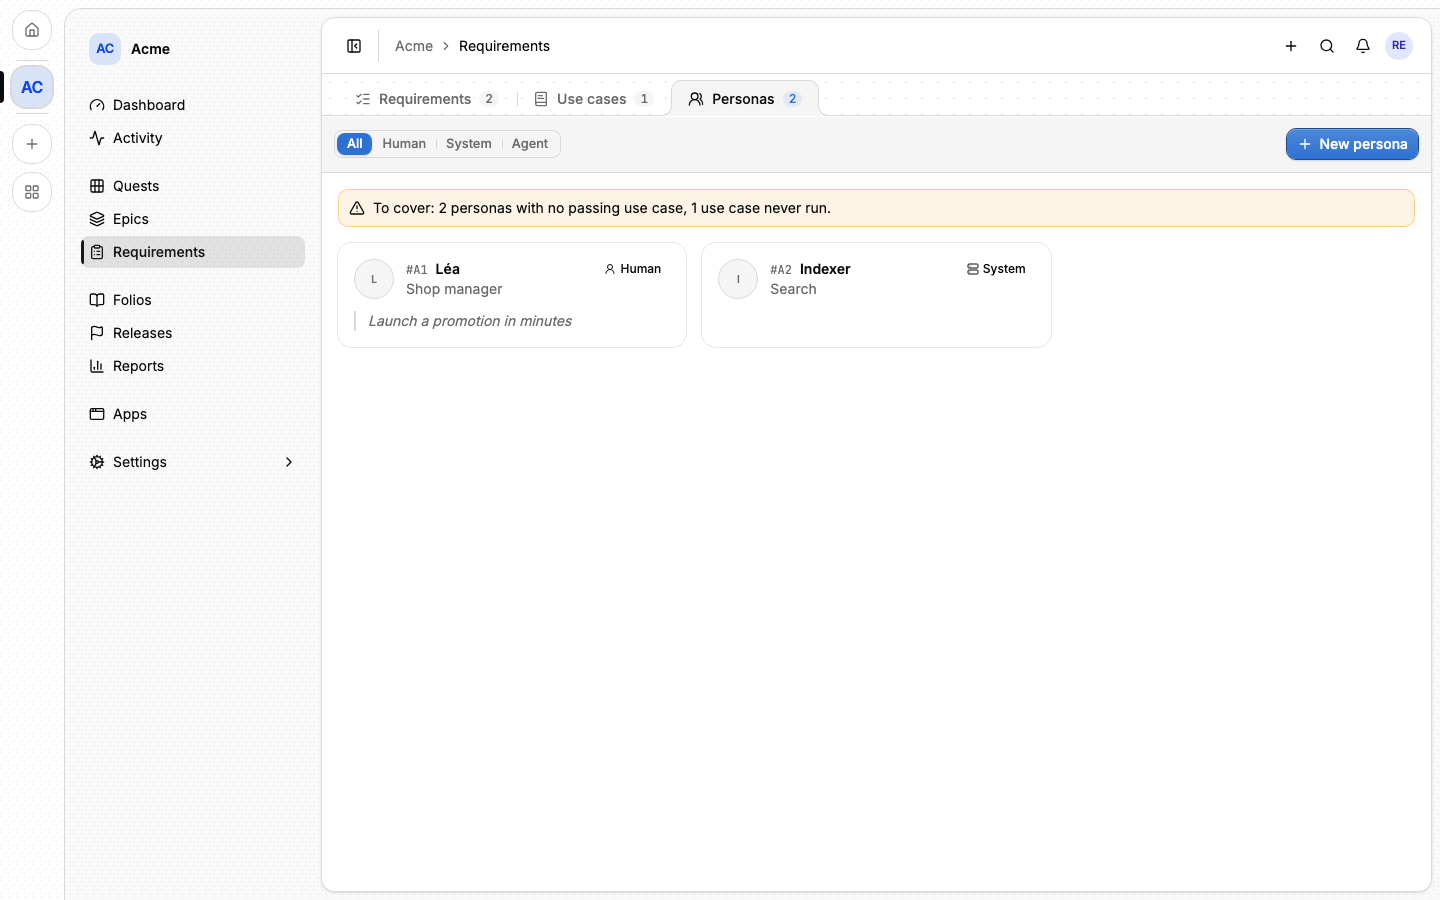 AC Acme
Acme > Requirements
RE
AC
Dashboard
Activity
Quests
Epics
Requirements
Folios
Releases
Reports
Apps
Settings
Requirements 2
Use cases 1
Personas 2
All Human System Agent
+ New persona
To cover: 2 personas with no passing use case, 1 use case never run.
L
#A1 Léa
Human
Shop manager
Launch a promotion in minutes
I
#A2 Indexer
System
Search